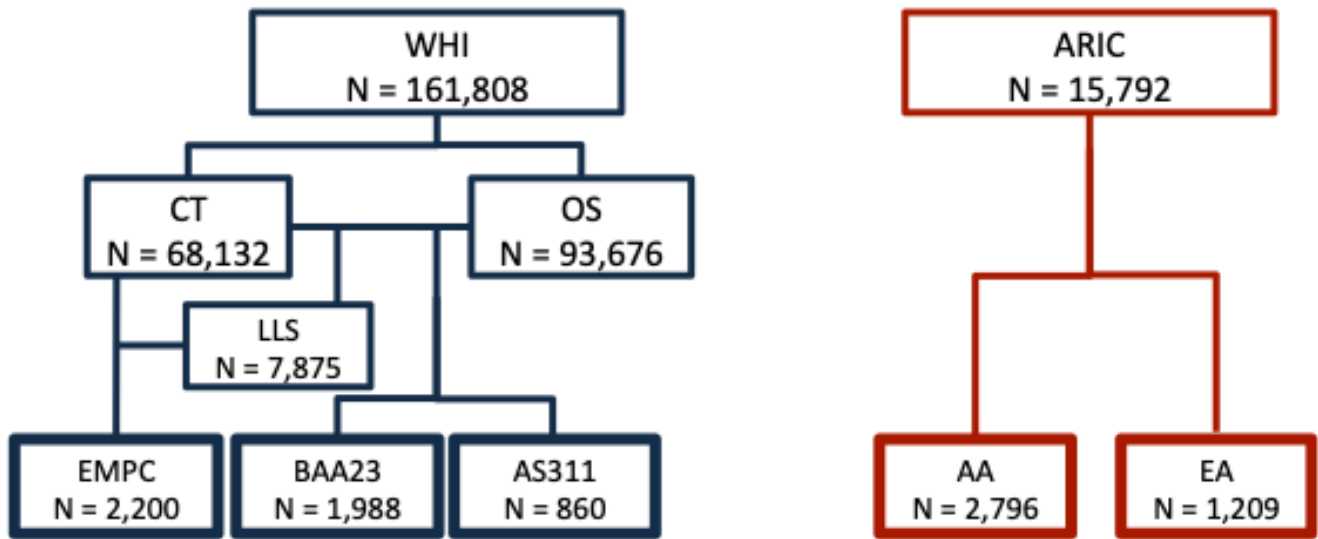 WHI
N = 161,808
ARIC
N = 15,792
CT
N = 68,132
OS
N = 93,676
LLS
N = 7,875
EMPC
N = 2,200
BAA23
N = 1,988
AS311
N = 860
AA
N = 2,796
EA
N = 1,209